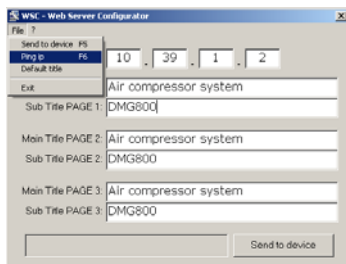 WSC - Web Server Configurator
File ?
Send to device F5
Ping ip F6
Default title
Exit
10 . 39 . 1 . 2
Air compressor system
Sub Title PAGE 1: DMG800
Main Title PAGE 2: Air compressor system
Sub Title PAGE 2: DMG800
Main Title PAGE 3: Air compressor system
Sub Title PAGE 3: DMG800
Send to device